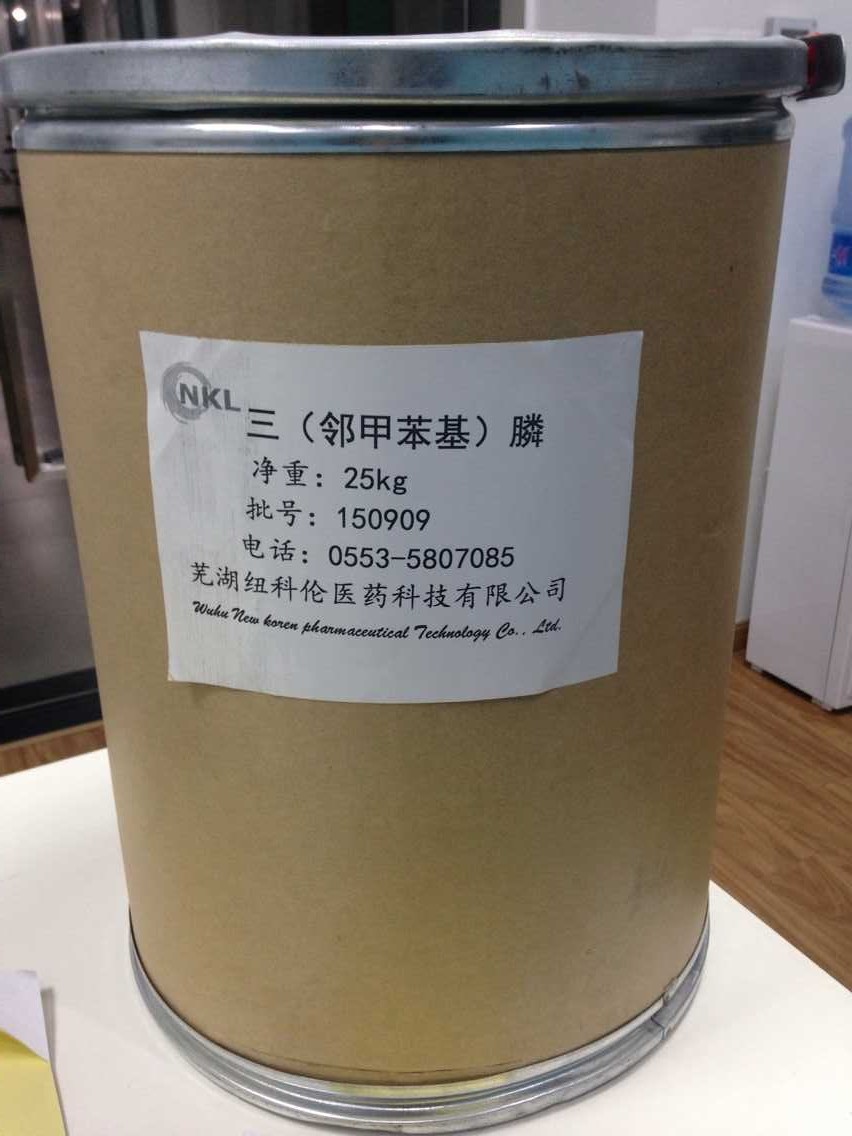 NKL
三（邻甲苯基）膦
净重：25kg
批号：150909
电话：0553-5807085
芜湖纽科伦医药科技有限公司
Wuhu New koren pharmaceutical Technology Co., Ltd.